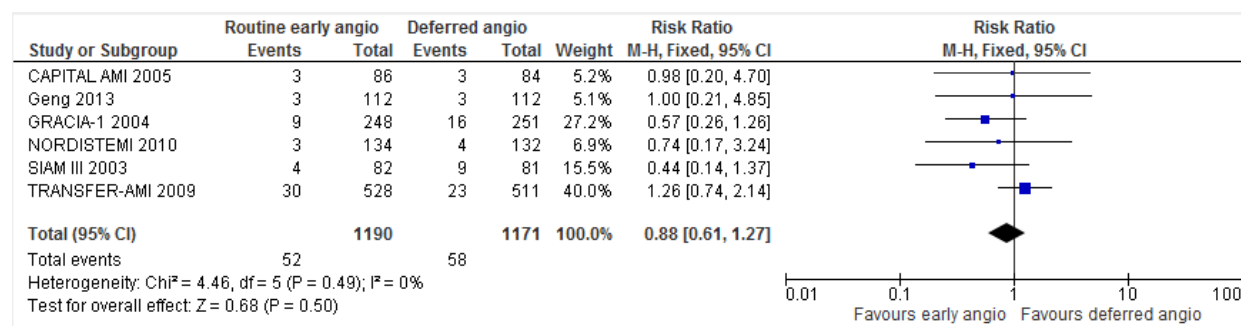 Routine early angio Deferred angio Risk Ratio Risk Ratio
Study or Subgroup Events Total Events Total Weight M-H, Fixed, 95% CI M-H, Fixed, 95% CI
CAPITAL AMI 2005 3 86 3 84 5.2% 0.98 [0.20, 4.70]
Geng 2013 3 112 3 112 5.1% 1.00 [0.21, 4.85]
GRACIA-1 2004 9 248 16 251 27.2% 0.57 [0.26, 1.26]
NORDISTEMI 2010 3 134 4 132 6.9% 0.74 [0.17, 3.24]
SIAM III 2003 4 82 9 81 15.5% 0.44 [0.14, 1.37]
TRANSFER-AMI 2009 30 528 23 511 40.0% 1.26 [0.74, 2.14]
Total (95% CI) 1190 1171 100.0% 0.88 [0.61, 1.27]
Total events 52 58
Heterogeneity: Chi² = 4.46, df = 5 (P = 0.49); I² = 0%
Test for overall effect: Z = 0.68 (P = 0.50)
0.01 0.1 1 10 100
Favours early angio Favours deferred angio